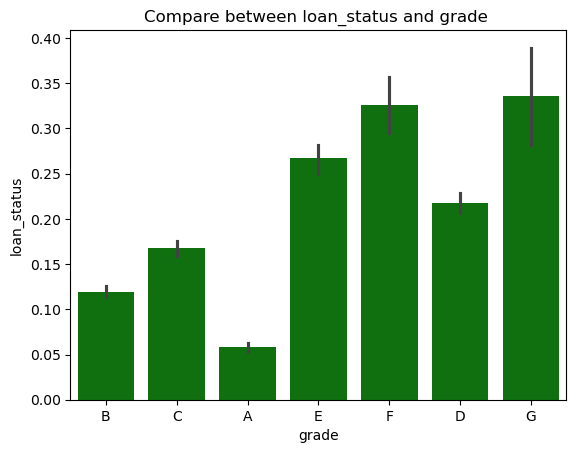 Compare between loan_status and grade
0.40
0.35
0.30
0.25
0.20
0.15
0.10
0.05
0.00
loan_status
B C A E F D G
grade